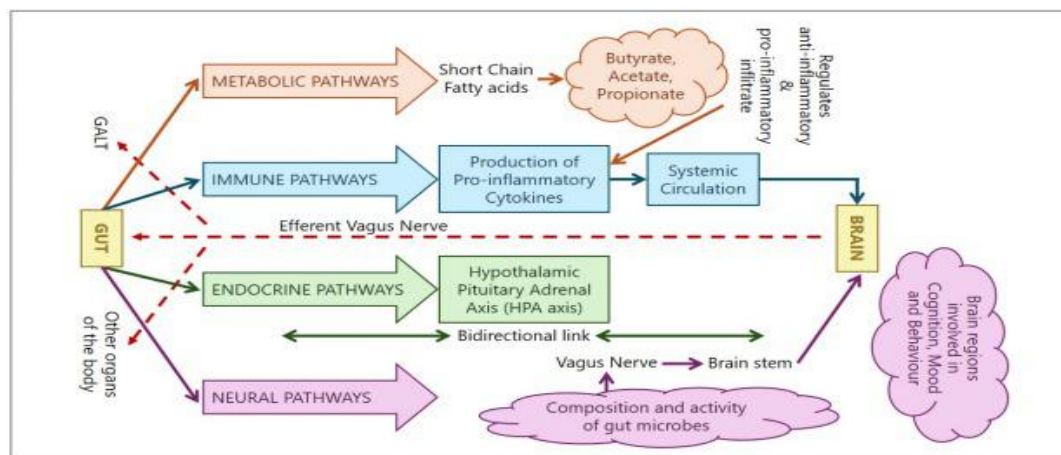 METABOLIC PATHWAYS
Short Chain
Fatty acids
Butyrate,
Acetate,
Propionate
Regulates
anti-inflammatory
&
pro-inflammatory
infiltrate
GALT
IMMUNE PATHWAYS
Production of
Pro-inflammatory
Cytokines
Systemic
Circulation
GUT
Efferent Vagus Nerve
BRAIN
ENDOCRINE PATHWAYS
Hypothalamic
Pituitary Adrenal
Axis (HPA axis)
Bidirectional link
Other organs
of the body
Vagus Nerve
Brain stem
Brain regions
involved in
Cognition, Mood
and Behaviour
NEURAL PATHWAYS
Composition and activity
of gut microbes